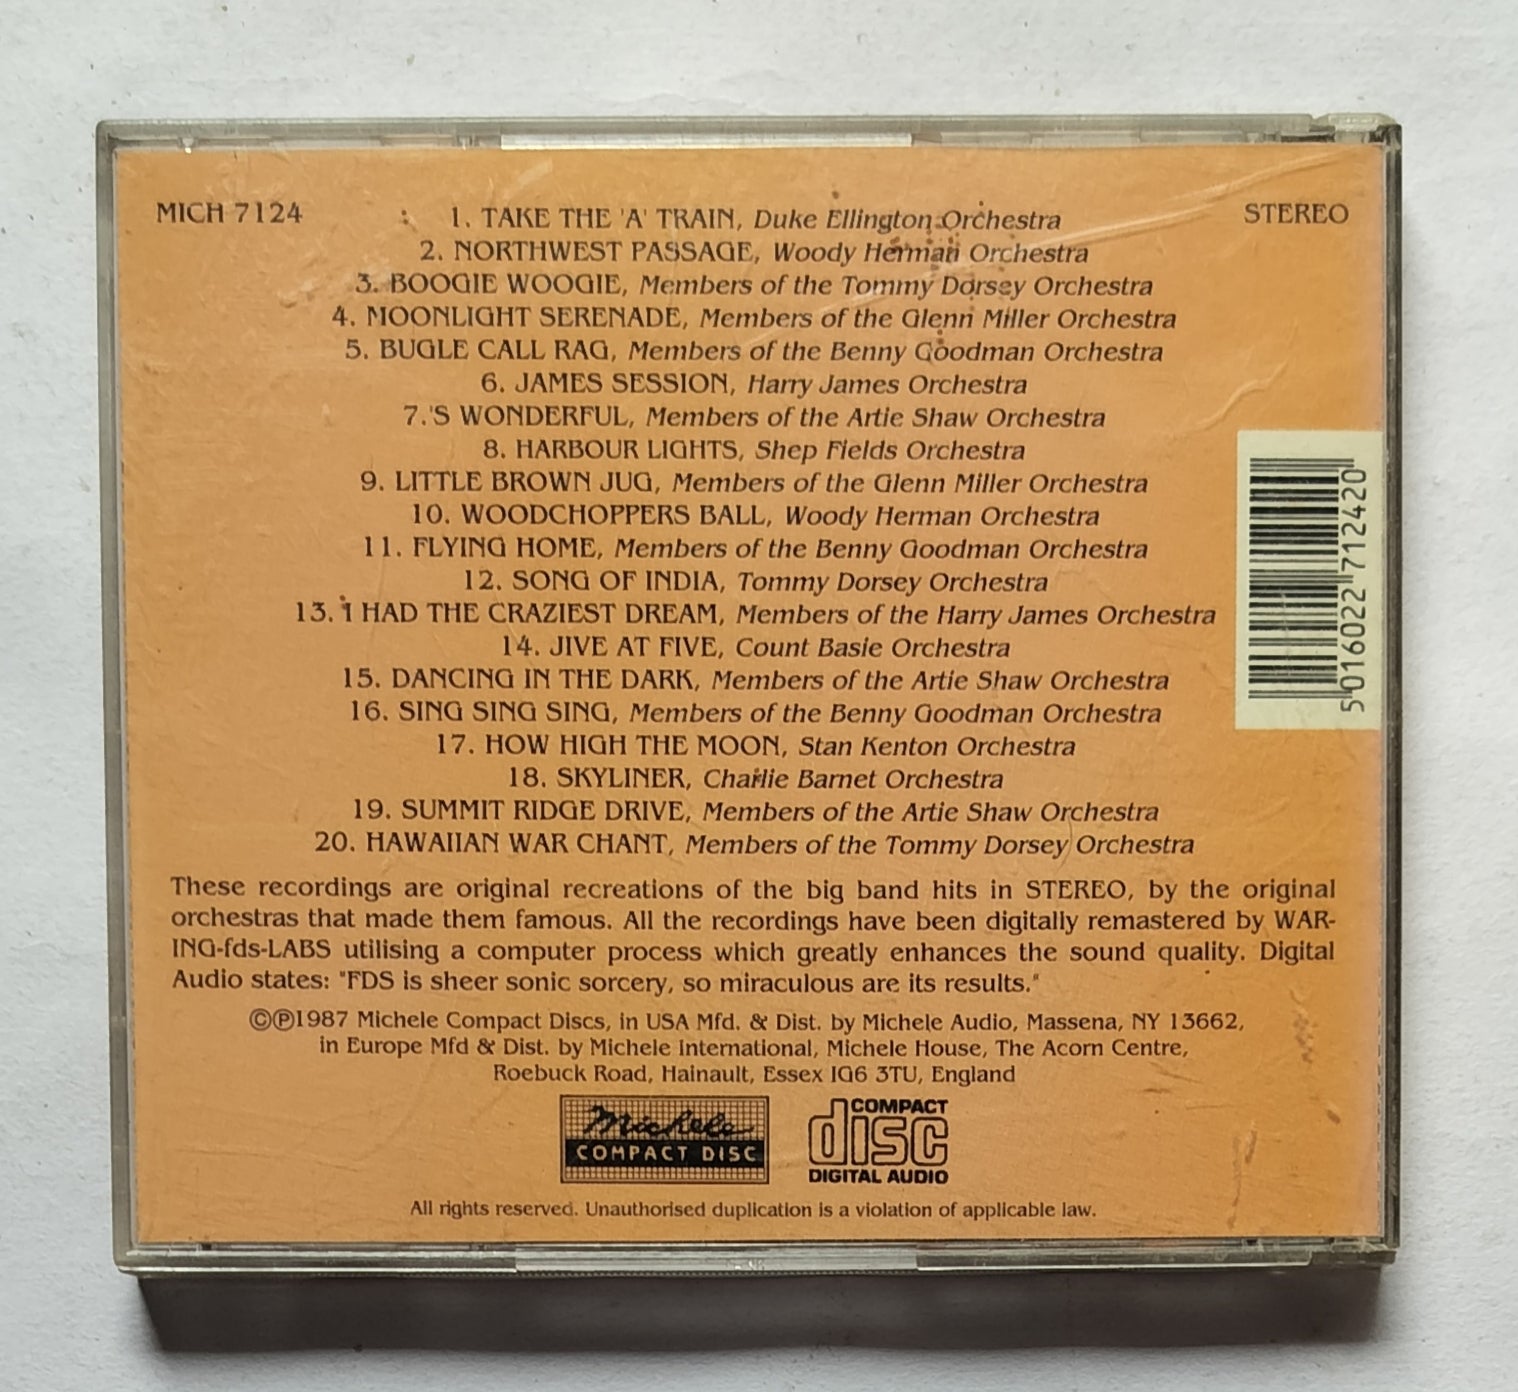 MICH 7124
STEREO
1. TAKE THE 'A' TRAIN, Duke Ellington Orchestra
2. NORTHWEST PASSAGE, Woody Herman Orchestra
3. BOOGIE WOOGIE, Members of the Tommy Dorsey Orchestra
4. MOONLIGHT SERENADE, Members of the Glenn Miller Orchestra
5. BUGLE CALL RAG, Members of the Benny Goodman Orchestra
6. JAMES SESSION, Harry James Orchestra
7.'S WONDERFUL, Members of the Artie Shaw Orchestra
8. HARBOUR LIGHTS, Shep Fields Orchestra
9. LITTLE BROWN JUG, Members of the Glenn Miller Orchestra
10. WOODCHOPPERS BALL, Woody Herman Orchestra
11. FLYING HOME, Members of the Benny Goodman Orchestra
12. SONG OF INDIA, Tommy Dorsey Orchestra
13. I HAD THE CRAZIEST DREAM, Members of the Harry James Orchestra
14. JIVE AT FIVE, Count Basie Orchestra
15. DANCING IN THE DARK, Members of the Artie Shaw Orchestra
16. SING SING SING, Members of the Benny Goodman Orchestra
17. HOW HIGH THE MOON, Stan Kenton Orchestra
18. SKYLINER, Charlie Barnet Orchestra
19. SUMMIT RIDGE DRIVE, Members of the Artie Shaw Orchestra
20. HAWAIIAN WAR CHANT, Members of the Tommy Dorsey Orchestra
5 016022 712420
These recordings are original recreations of the big band hits in STEREO, by the original
orchestras that made them famous. All the recordings have been digitally remastered by WAR-
ING-fds-LABS utilising a computer process which greatly enhances the sound quality. Digital
Audio states: "FDS is sheer sonic sorcery, so miraculous are its results."
©℗1987 Michele Compact Discs, in USA Mfd. & Dist. by Michele Audio, Massena, NY 13662,
in Europe Mfd & Dist. by Michele International, Michele House, The Acorn Centre,
Roebuck Road, Hainault, Essex IG6 3TU, England
Michele
COMPACT DISC
COMPACT
disc
DIGITAL AUDIO
All rights reserved. Unauthorised duplication is a violation of applicable law.